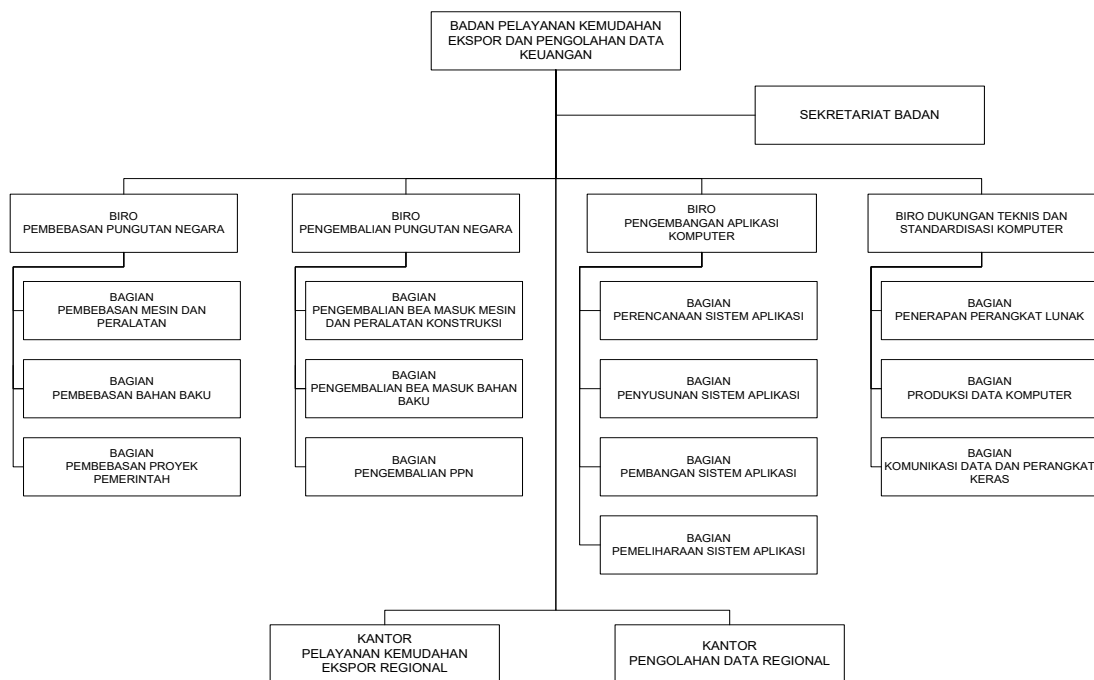 BADAN PELAYANAN KEMUDAHAN
EKSPOR DAN PENGOLAHAN DATA
KEUANGAN
SEKRETARIAT BADAN
BIRO
PEMBEBASAN PUNGUTAN NEGARA
BIRO
PENGEMBALIAN PUNGUTAN NEGARA
BIRO
PENGEMBANGAN APLIKASI
KOMPUTER
BIRO DUKUNGAN TEKNIS DAN
STANDARDISASI KOMPUTER
BAGIAN
PEMBEBASAN MESIN DAN
PERALATAN
BAGIAN
PENGEMBALIAN BEA MASUK MESIN
DAN PERALATAN KONSTRUKSI
BAGIAN
PERENCANAAN SISTEM APLIKASI
BAGIAN
PENERAPAN PERANGKAT LUNAK
BAGIAN
PEMBEBASAN BAHAN BAKU
BAGIAN
PENGEMBALIAN BEA MASUK BAHAN
BAKU
BAGIAN
PENYUSUNAN SISTEM APLIKASI
BAGIAN
PRODUKSI DATA KOMPUTER
BAGIAN
PEMBEBASAN PROYEK
PEMERINTAH
BAGIAN
PENGEMBALIAN PPN
BAGIAN
PEMBANGAN SISTEM APLIKASI
BAGIAN
KOMUNIKASI DATA DAN PERANGKAT
KERAS
BAGIAN
PEMELIHARAAN SISTEM APLIKASI
KANTOR
PELAYANAN KEMUDAHAN
EKSPOR REGIONAL
KANTOR
PENGOLAHAN DATA REGIONAL